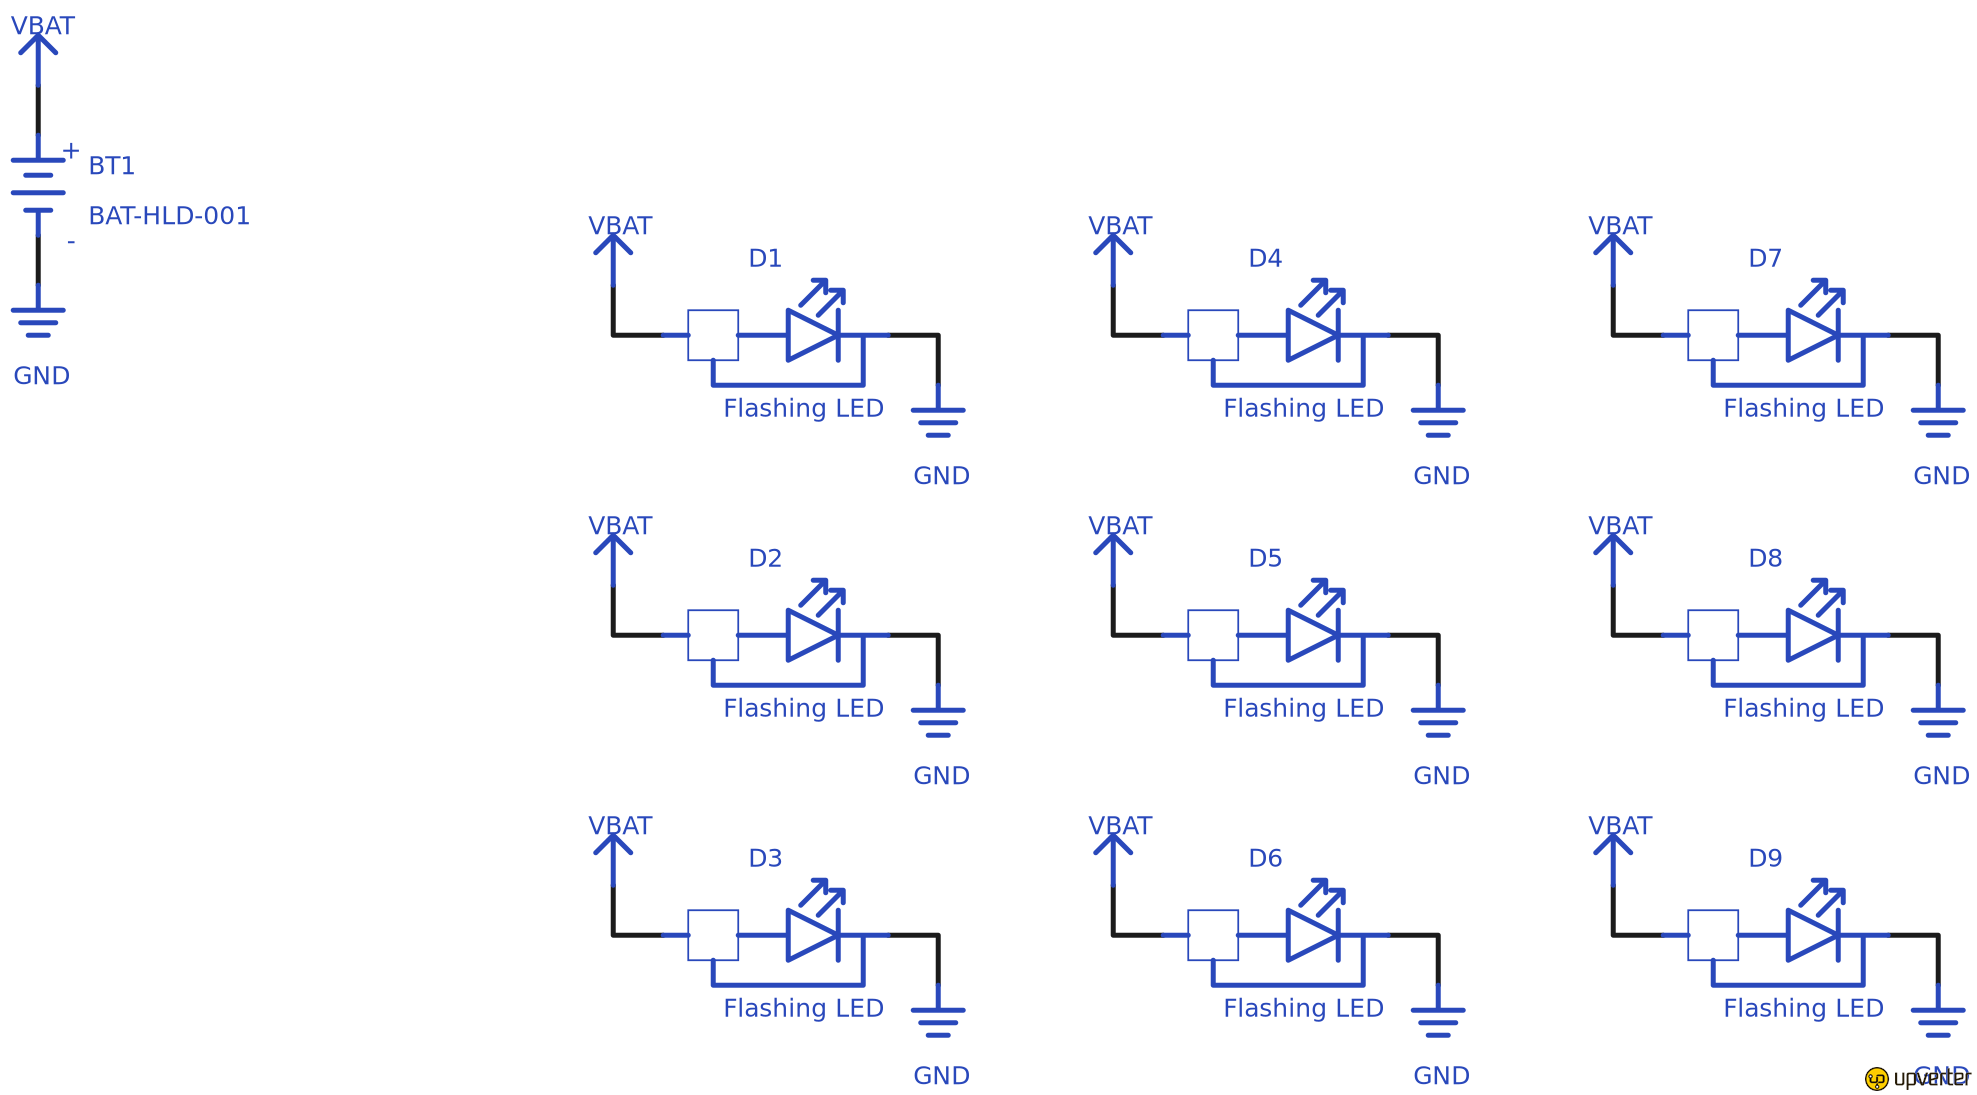 VBAT
+
BT1
BAT-HLD-001
-
GND
VBAT
D1
Flashing LED
GND
VBAT
D4
Flashing LED
GND
VBAT
D7
Flashing LED
GND
VBAT
D2
Flashing LED
GND
VBAT
D5
Flashing LED
GND
VBAT
D8
Flashing LED
GND
VBAT
D3
Flashing LED
GND
VBAT
D6
Flashing LED
GND
VBAT
D9
Flashing LED
GND
upverter